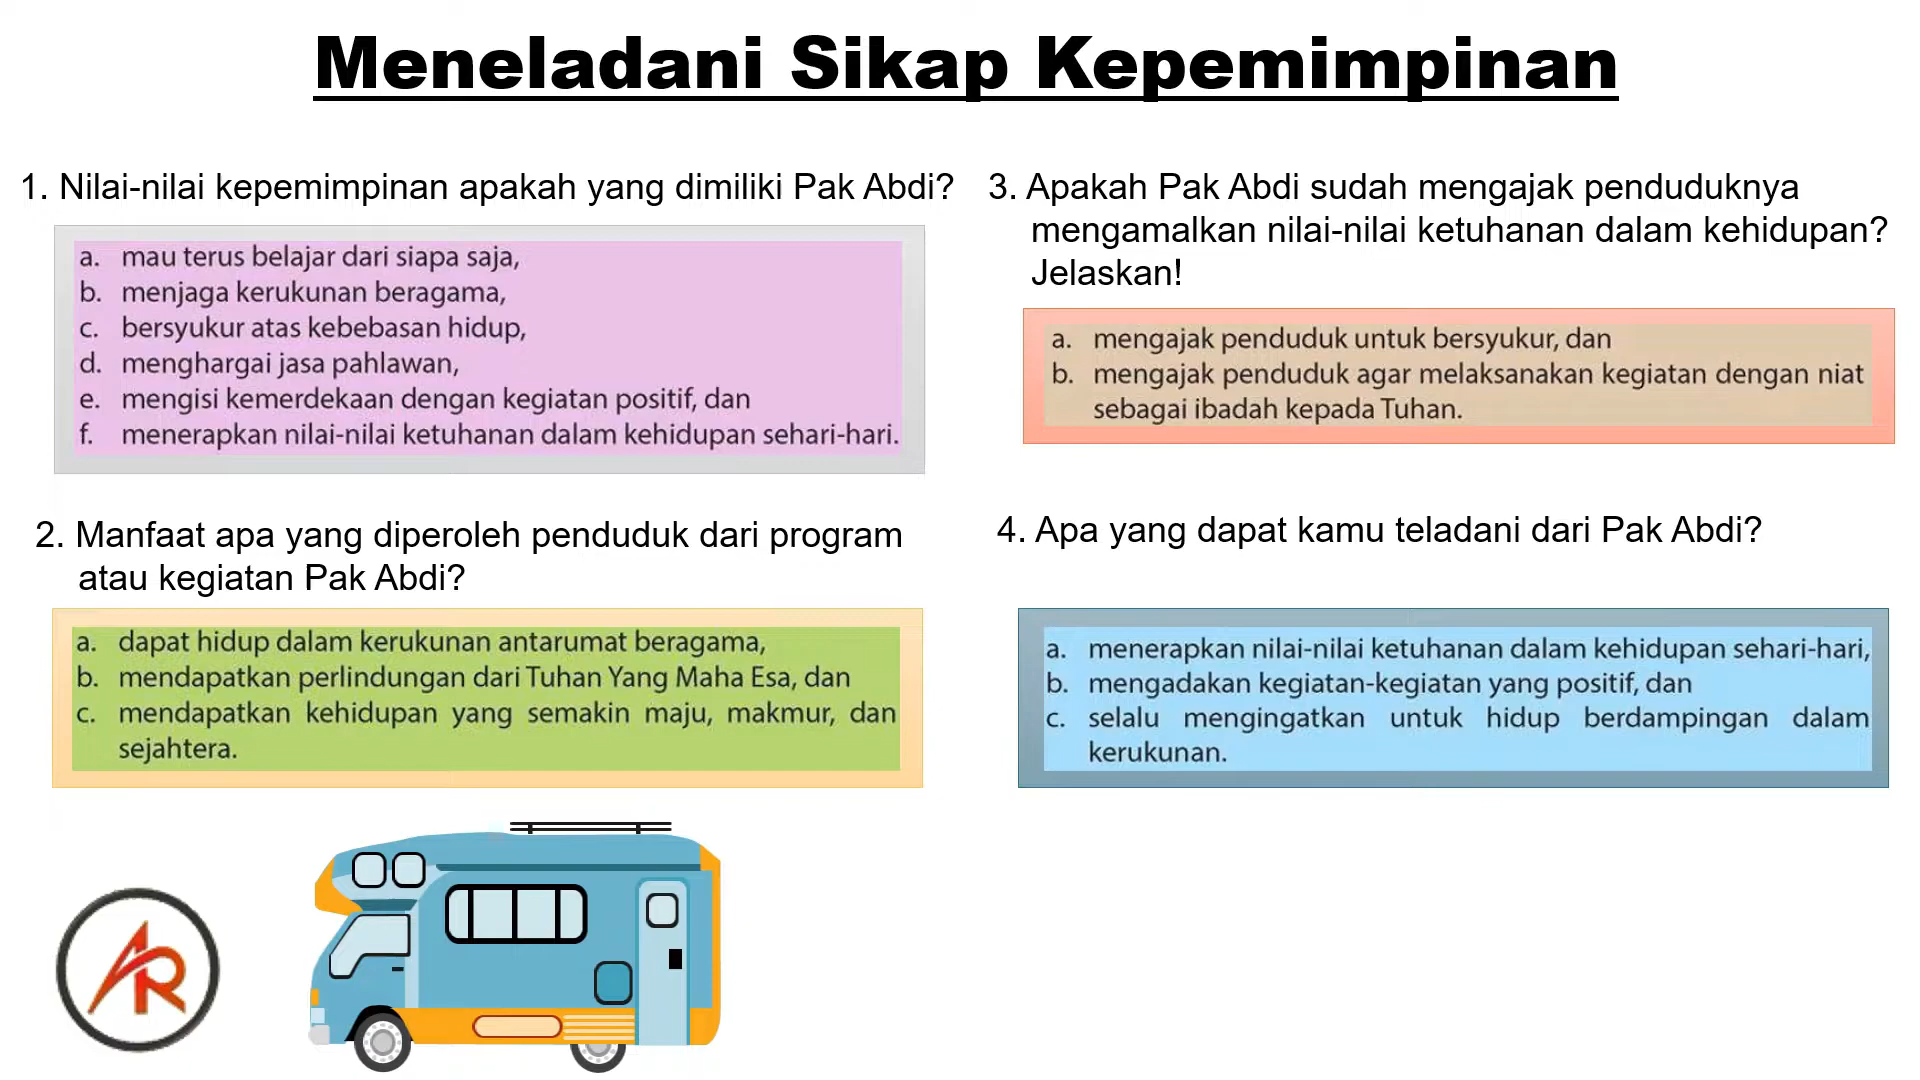 Meneladani Sikap Kepemimpinan
1. Nilai-nilai kepemimpinan apakah yang dimiliki Pak Abdi?
a. mau terus belajar dari siapa saja,
b. menjaga kerukunan beragama,
c. bersyukur atas kebebasan hidup,
d. menghargai jasa pahlawan,
e. mengisi kemerdekaan dengan kegiatan positif, dan
f. menerapkan nilai-nilai ketuhanan dalam kehidupan sehari-hari.
2. Manfaat apa yang diperoleh penduduk dari program
atau kegiatan Pak Abdi?
a. dapat hidup dalam kerukunan antarumat beragama,
b. mendapatkan perlindungan dari Tuhan Yang Maha Esa, dan
c. mendapatkan kehidupan yang semakin maju, makmur, dan
sejahtera.
3. Apakah Pak Abdi sudah mengajak penduduknya
mengamalkan nilai-nilai ketuhanan dalam kehidupan?
Jelaskan!
a. mengajak penduduk untuk bersyukur, dan
b. mengajak penduduk agar melaksanakan kegiatan dengan niat
sebagai ibadah kepada Tuhan.
4. Apa yang dapat kamu teladani dari Pak Abdi?
a. menerapkan nilai-nilai ketuhanan dalam kehidupan sehari-hari,
b. mengadakan kegiatan-kegiatan yang positif, dan
c. selalu mengingatkan untuk hidup berdampingan dalam
kerukunan.
AR